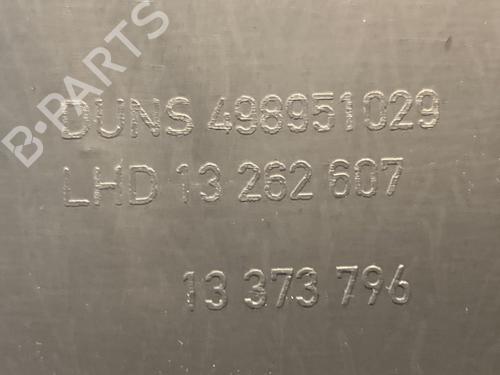 B-PARTS
DUNS 498951029
LHD 13 262 607
13 373 796